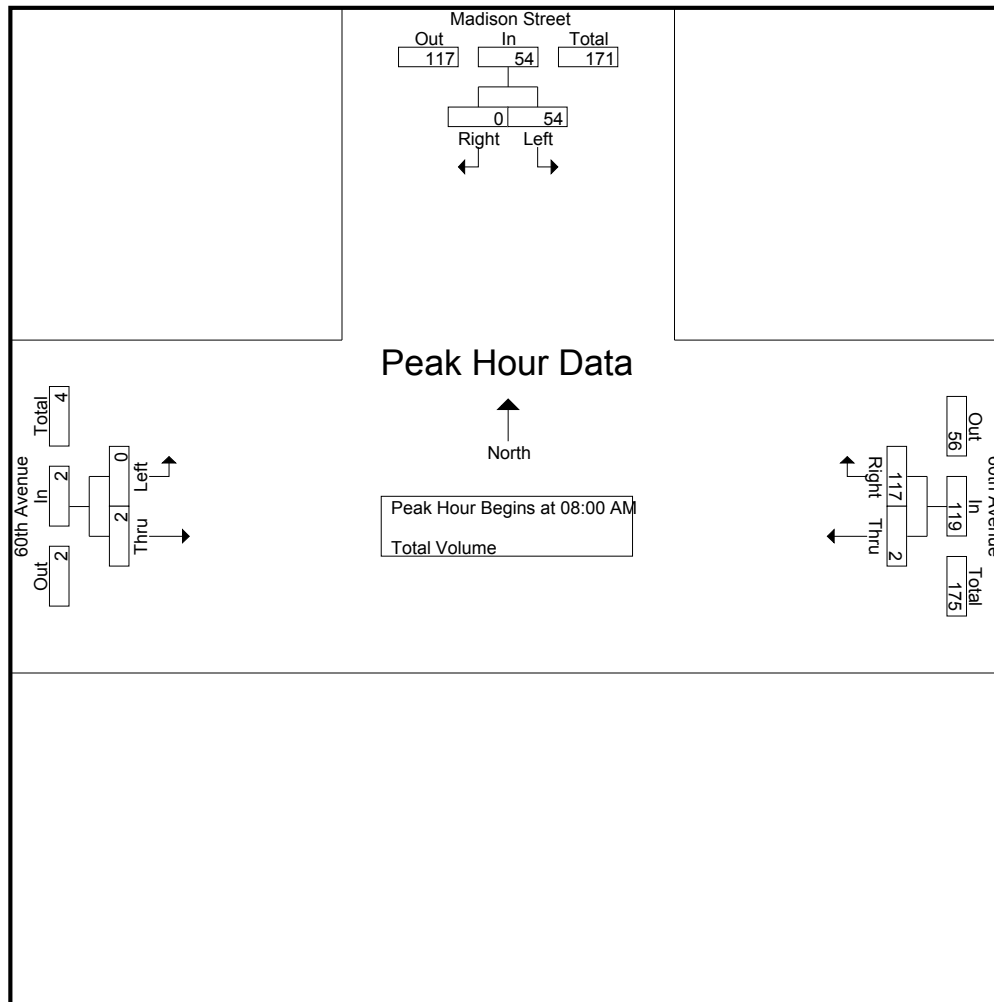 Madison Street
Out In Total
117 54 171
0 54
Right Left
Peak Hour Data
North
Peak Hour Begins at 08:00 AM
Total Volume
60th Avenue
Out In Total
2 2 4
Left Thru
0 2
Out In Total
56 119 175
Right Thru
117 2
Avenue